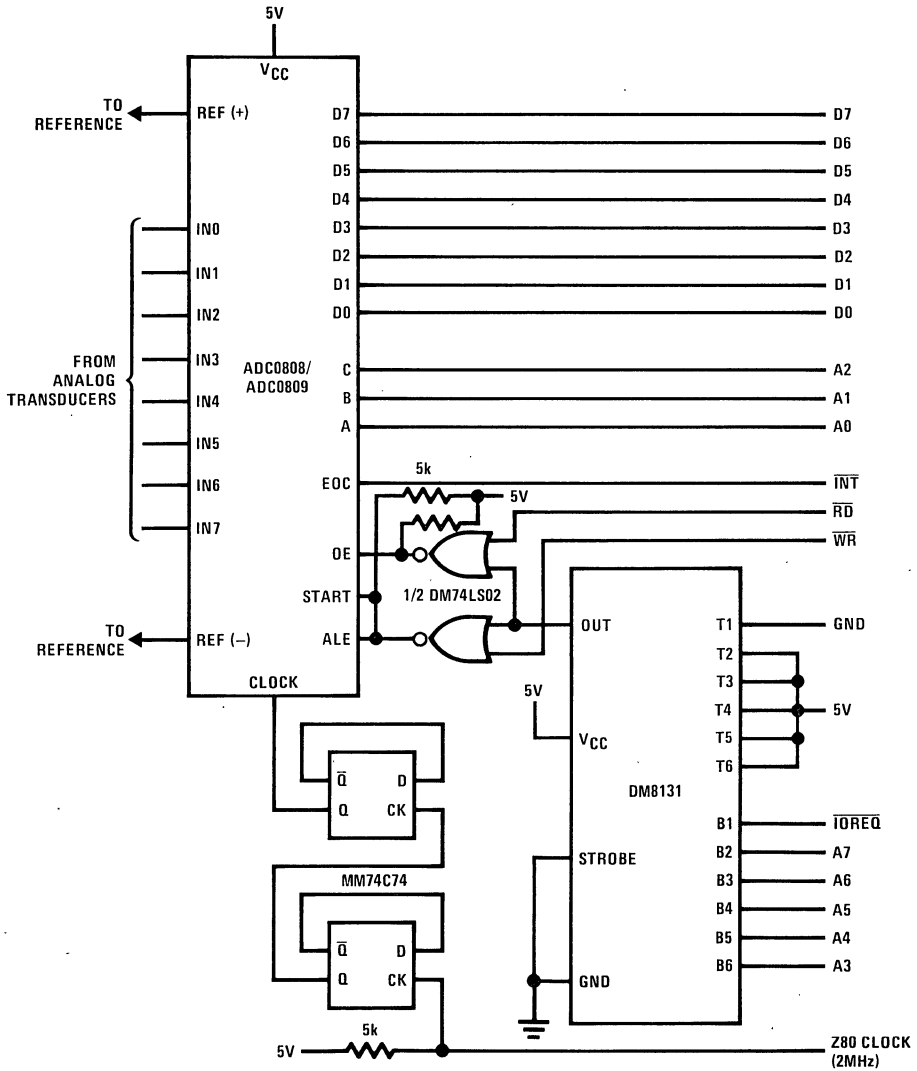 5V
VCC
TO
REFERENCE
REF (+)
D7
D7
D6
D6
D5
D5
D4
D4
IN0
D3
D3
D2
D2
IN1
D1
D1
IN2
D0
D0
FROM
ANALOG
TRANSDUCERS
IN3
ADC0808/
ADC0809
C
A2
IN4
B
A1
A
A0
IN5
5k
IN6
EOC
5V
INT
RD
IN7
WR
OE
START
1/2 DM74LS02
TO
REFERENCE
REF (–)
ALE
OUT
T1
GND
T2
CLOCK
T3
5V
T4
5V
VCC
T5
T6
Q
D
DM8131
Q
CK
B1
IOREQ
STROBE
B2
A7
MM74C74
B3
A6
B4
A5
Q
D
B5
A4
Q
CK
GND
B6
A3
5V
5k
Z80 CLOCK
(2MHz)